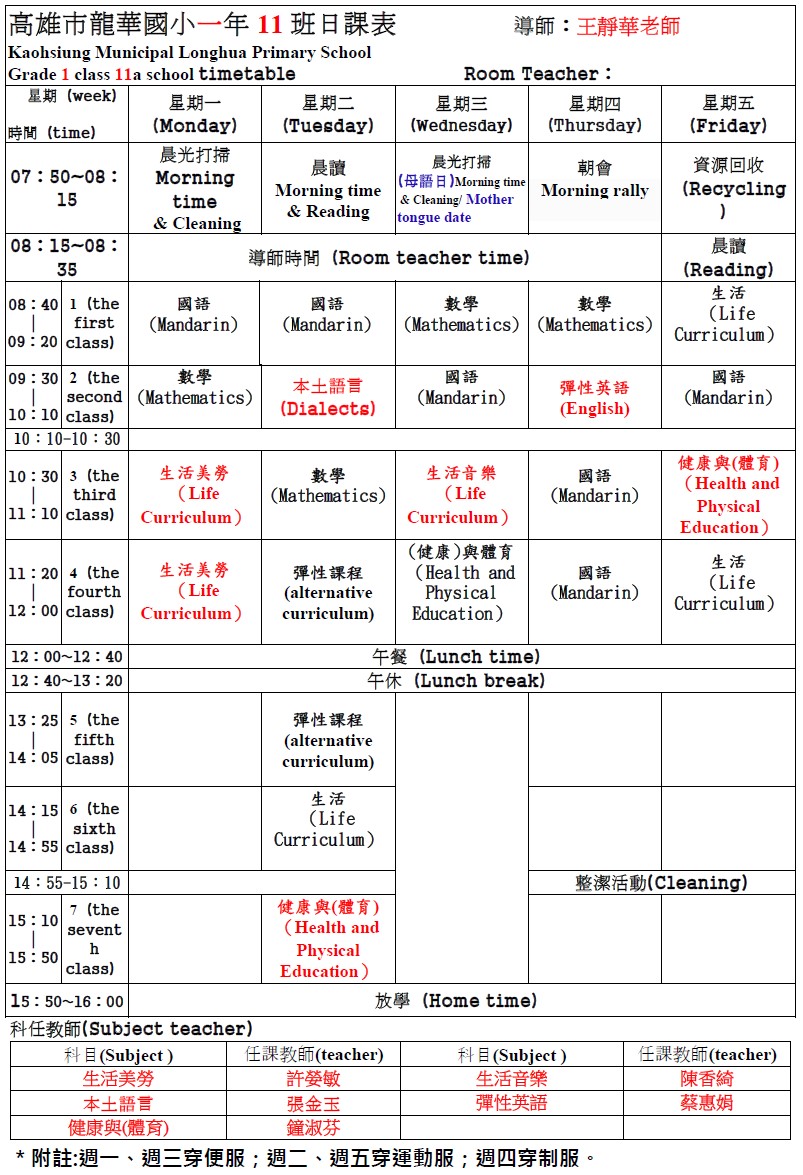 高雄市龍華國小一年 11 班日課表 導師：王靜華老師
Kaohsiung Municipal Longhua Primary School
Grade 1 class 11a school timetable Room Teacher：
星期 (week)
時間 (time)
星期一
(Monday)
星期二
(Tuesday)
星期三
(Wednesday)
星期四
(Thursday)
星期五
(Friday)
07：50~08：
15
晨光打掃
Morning
time
& Cleaning
晨讀
Morning time
& Reading
晨光打掃
(母語日)Morning time
& Cleaning/ Mother
tongue date
朝會
Morning rally
資源回收
(Recycling
)
08：15~08：
35
導師時間 (Room teacher time)
晨讀
(Reading)
08：40
|
09：20
1 (the
first
class)
國語
(Mandarin)
國語
(Mandarin)
數學
(Mathematics)
數學
(Mathematics)
生活
（Life
Curriculum）
09：30
|
10：10
2 (the
second
class)
數學
(Mathematics)
本土語言
(Dialects)
國語
(Mandarin)
彈性英語
(English)
國語
(Mandarin)
10：10-10：30
10：30
|
11：10
3 (the
third
class)
生活美勞
（Life
Curriculum）
數學
(Mathematics)
生活音樂
（Life
Curriculum）
國語
(Mandarin)
健康與(體育)
（Health and
Physical
Education）
11：20
|
12：00
4 (the
fourth
class)
生活美勞
（Life
Curriculum）
彈性課程
(alternative
curriculum)
(健康)與體育
（Health and
Physical
Education）
國語
(Mandarin)
生活
（Life
Curriculum）
12：00~12：40
午餐 (Lunch time)
12：40~13：20
午休 (Lunch break)
13：25
|
14：05
5 (the
fifth
class)
彈性課程
(alternative
curriculum)
14：15
|
14：55
6 (the
sixth
class)
生活
（Life
Curriculum）
14：55-15：10
整潔活動(Cleaning)
15：10
|
15：50
7 (the
sevent
h
class)
健康與(體育)
（Health and
Physical
Education）
15：50~16：00
放學 (Home time)
科任教師(Subject teacher)
科目(Subject ) 任課教師(teacher) 科目(Subject ) 任課教師(teacher)
生活美勞 許嫈敏 生活音樂 陳香綺
本土語言 張金玉 彈性英語 蔡惠娟
健康與(體育) 鐘淑芬
* 附註:週一、週三穿便服；週二、週五穿運動服；週四穿制服。